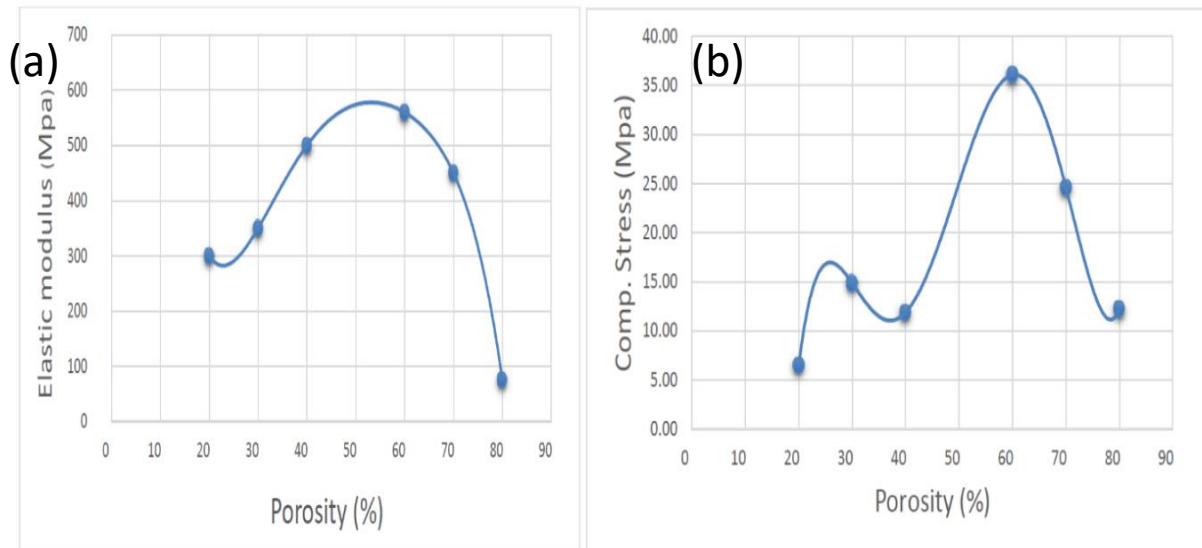 (a)
Elastic modulus (Mpa)
700
600
500
400
300
200
100
0
0 10 20 30 40 50 60 70 80 90
Porosity (%)
(b)
Comp. Stress (Mpa)
40.00
35.00
30.00
25.00
20.00
15.00
10.00
5.00
0.00
0 10 20 30 40 50 60 70 80 90
Porosity (%)